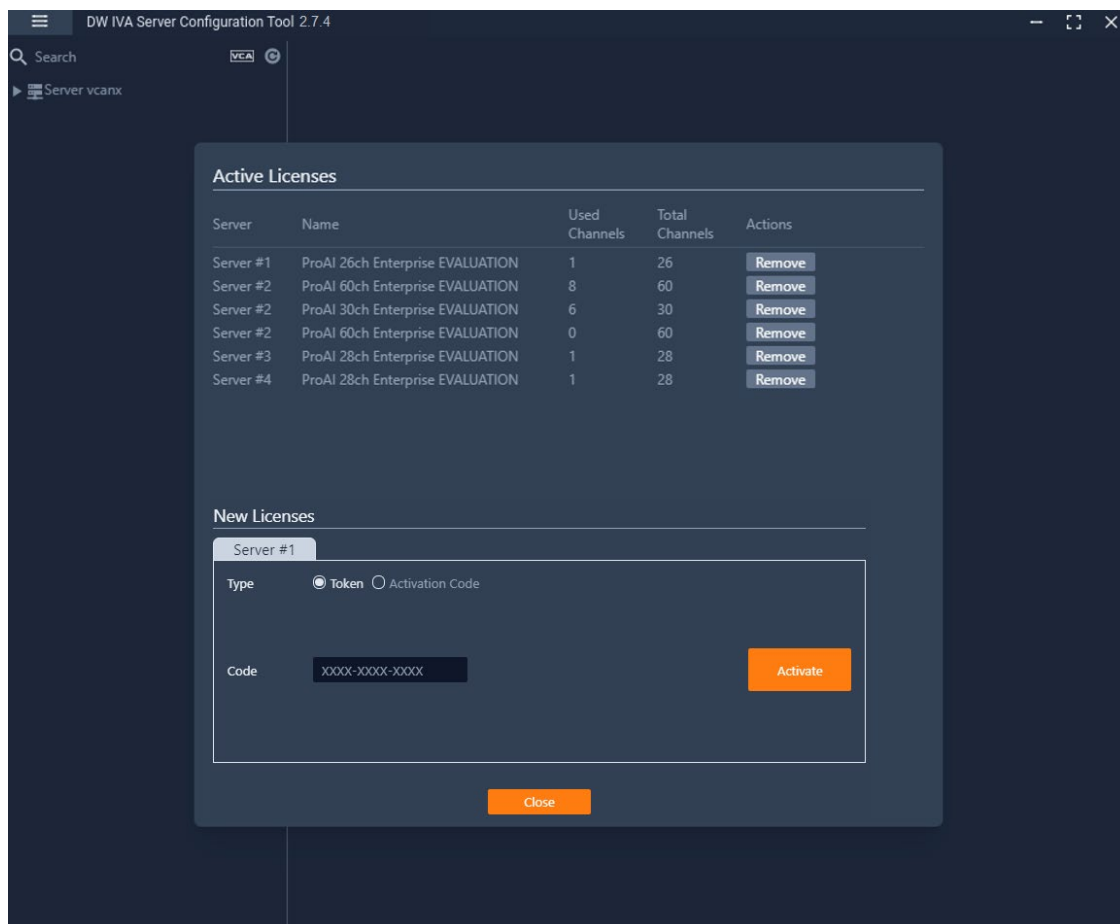 DW IVA Server Configuration Tool 2.7.4
Search VCA
Server vcanx
Active Licenses
Server Name Used Channels Total Channels Actions
Server #1 ProAI 26ch Enterprise EVALUATION 1 26 Remove
Server #2 ProAI 60ch Enterprise EVALUATION 8 60 Remove
Server #2 ProAI 30ch Enterprise EVALUATION 6 30 Remove
Server #2 ProAI 60ch Enterprise EVALUATION 0 60 Remove
Server #3 ProAI 28ch Enterprise EVALUATION 1 28 Remove
Server #4 ProAI 28ch Enterprise EVALUATION 1 28 Remove
New Licenses
Server #1
Type Token Activation Code
Code XXXX-XXXX-XXXX Activate
Close